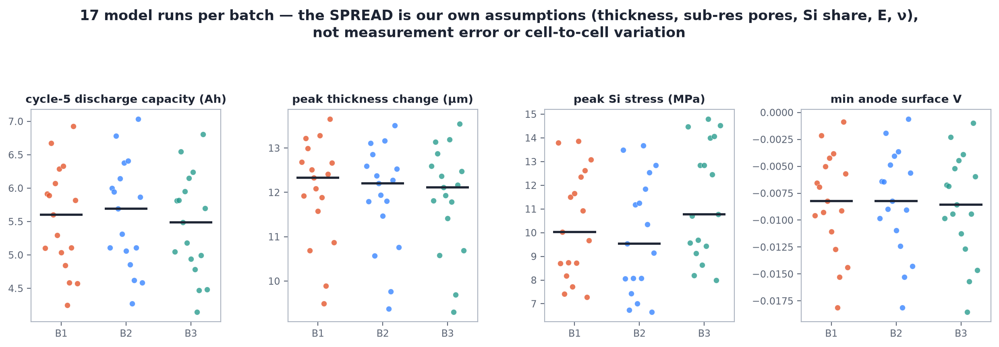 17 model runs per batch — the SPREAD is our own assumptions (thickness, sub-res pores, Si share, E, ν),
not measurement error or cell-to-cell variation
cycle-5 discharge capacity (Ah)
7.0
6.5
6.0
5.5
5.0
4.5
B1
B2
B3
peak thickness change (µm)
13
12
11
10
B1
B2
B3
peak Si stress (MPa)
15
14
13
12
11
10
9
8
7
B1
B2
B3
min anode surface V
0.0000
−0.0025
−0.0050
−0.0075
−0.0100
−0.0125
−0.0150
−0.0175
B1
B2
B3